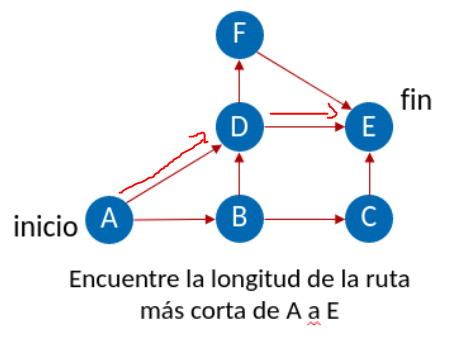 F
fin
D
E
inicio
A
B
C
Encuentre la longitud de la ruta
más corta de A a E